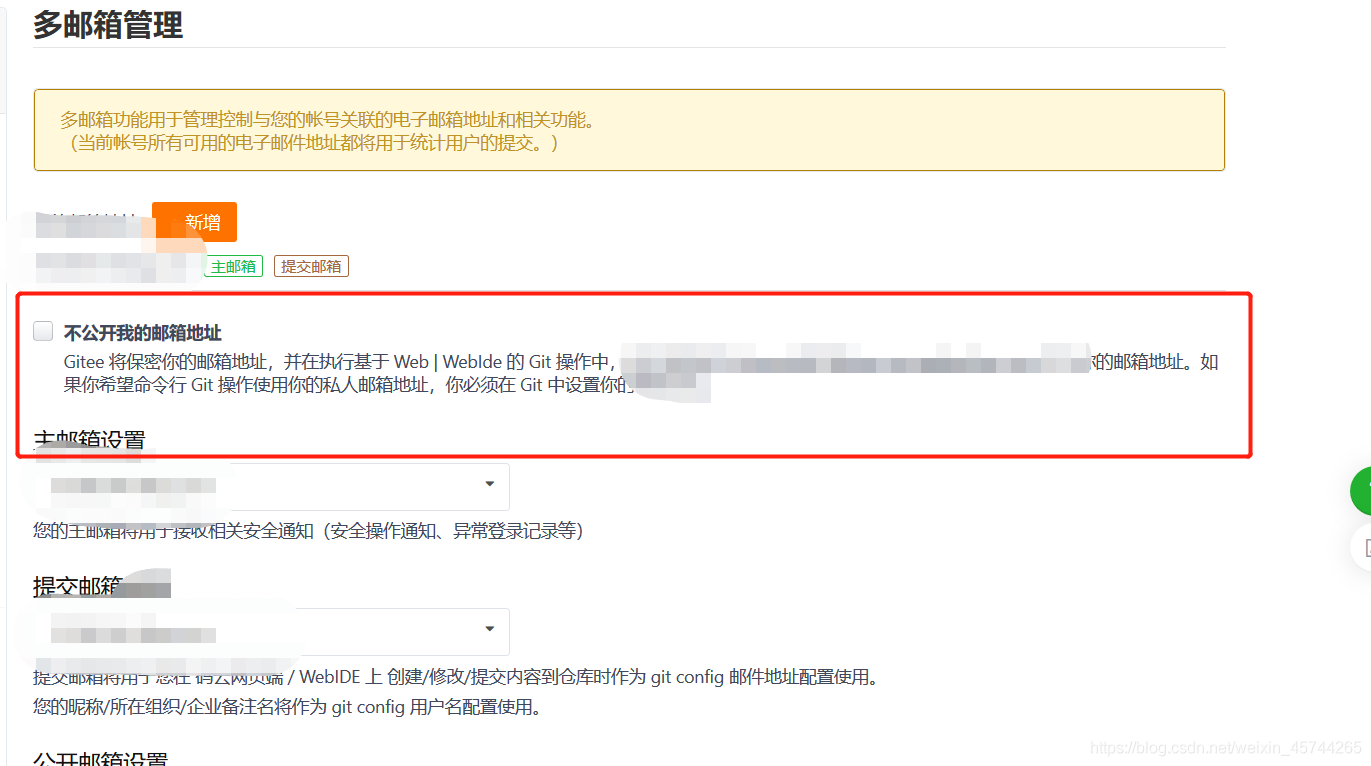 多邮箱管理
多邮箱功能用于管理控制与您的帐号关联的电子邮箱地址和相关功能。
（当前帐号所有可用的电子邮件地址都将用于统计用户的提交。）
新增
主邮箱 提交邮箱
不公开我的邮箱地址
Gitee 将保密你的邮箱地址，并在执行基于 Web | WebIde 的 Git 操作中， 的邮箱地址。如
果你希望命令行 Git 操作使用你的私人邮箱地址，你必须在 Git 中设置你的
主邮箱设置
您的主邮箱将用于接收相关安全通知（安全操作通知、异常登录记录等）
提交邮箱
提交邮箱将用于您在 码云网页端 / WebIDE 上 创建/修改/提交内容到仓库时作为 git config 邮件地址配置使用。
您的昵称/所在组织/企业备注名将作为 git config 用户名配置使用。
公开邮箱设置
https://blog.csdn.net/weixin_45744265